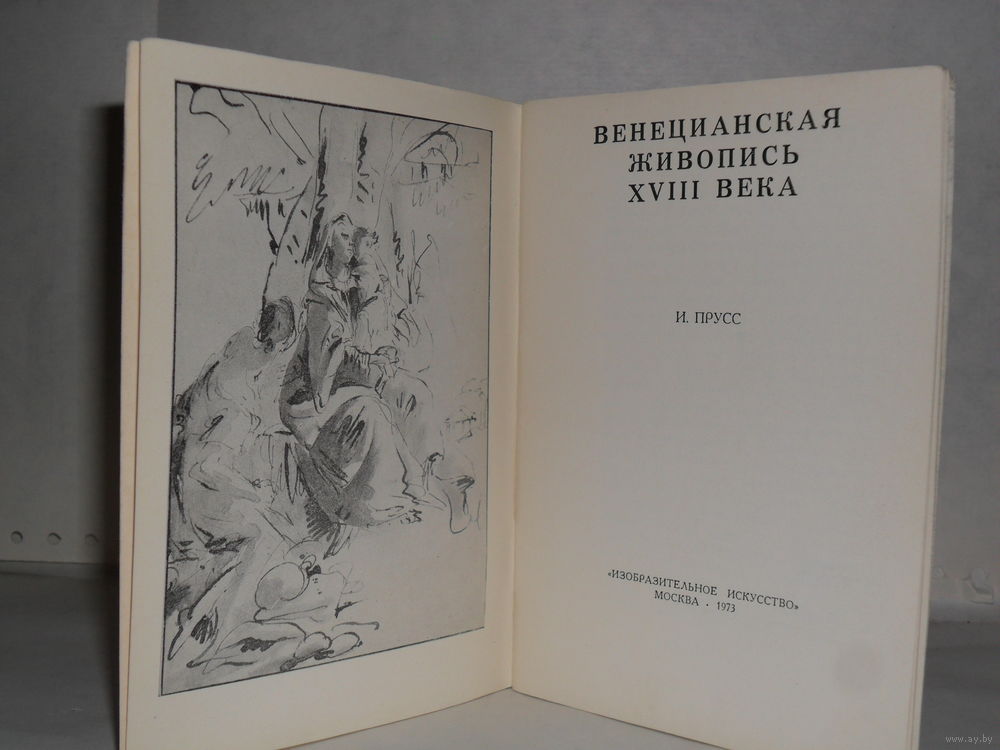 ВЕНЕЦИАНСКАЯ
ЖИВОПИСЬ
XVIII ВЕКА
И. ПРУСС
«ИЗОБРАЗИТЕЛЬНОЕ ИСКУССТВО»
МОСКВА · 1973
www.ay.by